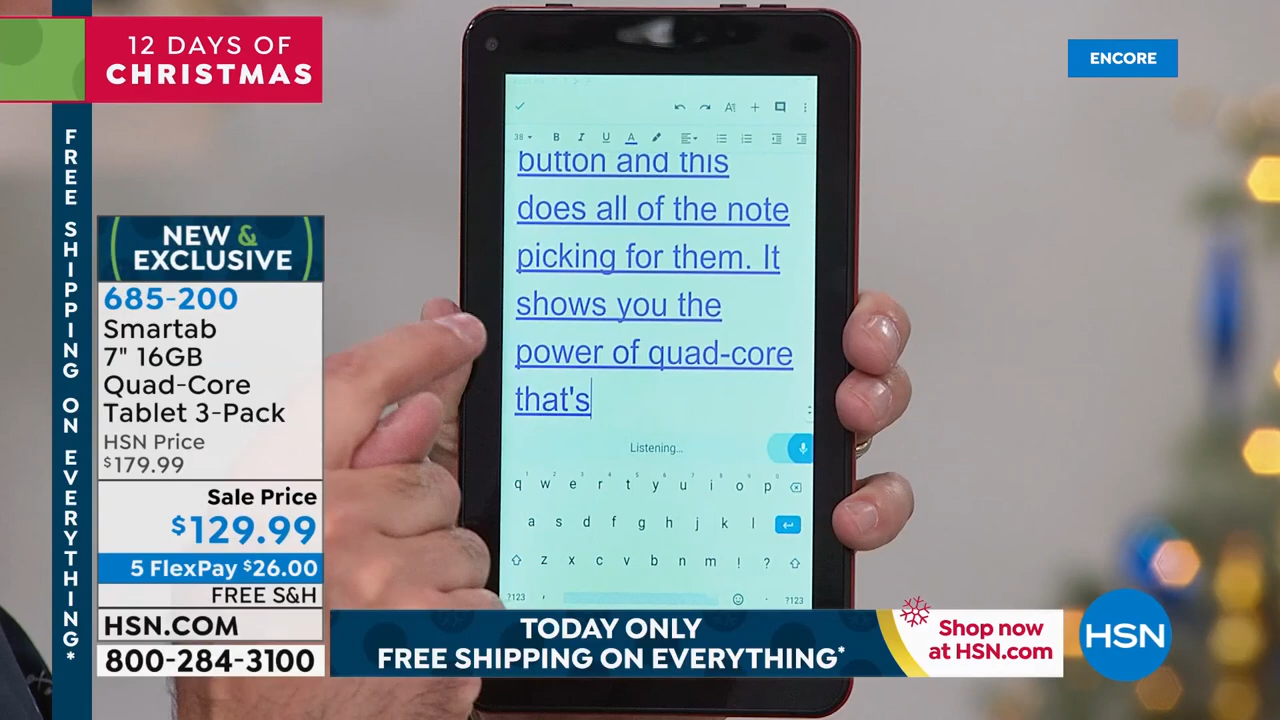 12 DAYS OF
CHRISTMAS
ENCORE
FREE SHIPPING ON EVERYTHING*
NEW &
EXCLUSIVE
685-200
Smartab
7" 16GB
Quad-Core
Tablet 3-Pack
HSN Price
$179.99
Sale Price
$129.99
5 FlexPay $26.00
FREE S&H
HSN.COM
800-284-3100
38
B I U A
button and this
does all of the note
picking for them. It
shows you the
power of quad-core
that's
Listening...
q w e r t y u i o p
a s d f g h j k l
z x c v b n m ! ?
?123 , . ?123
TODAY ONLY
FREE SHIPPING ON EVERYTHING*
Shop now
at HSN.com
HSN